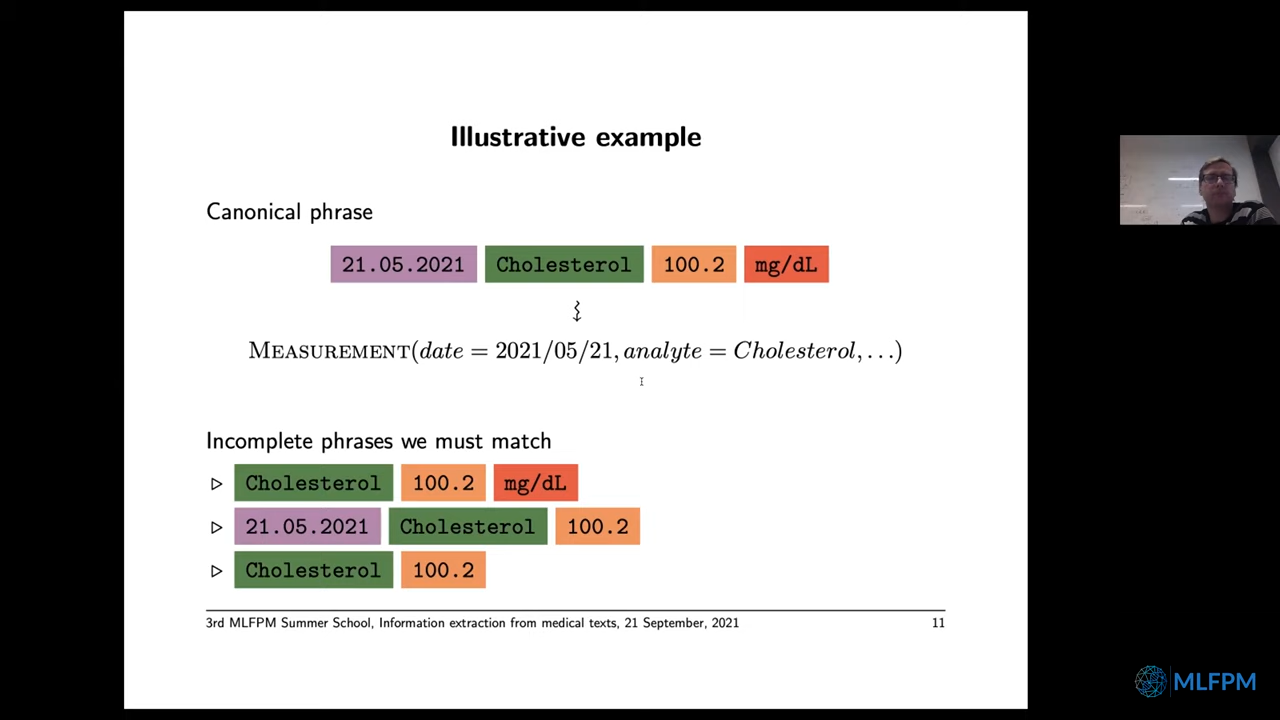 Illustrative example
Canonical phrase
21.05.2021 Cholesterol 100.2 mg/dL
MEASUREMENT(date = 2021/05/21, analyte = Cholesterol, ...)
Incomplete phrases we must match
▷ Cholesterol 100.2 mg/dL
▷ 21.05.2021 Cholesterol 100.2
▷ Cholesterol 100.2
3rd MLFPM Summer School, Information extraction from medical texts, 21 September, 2021 11
MLFPM